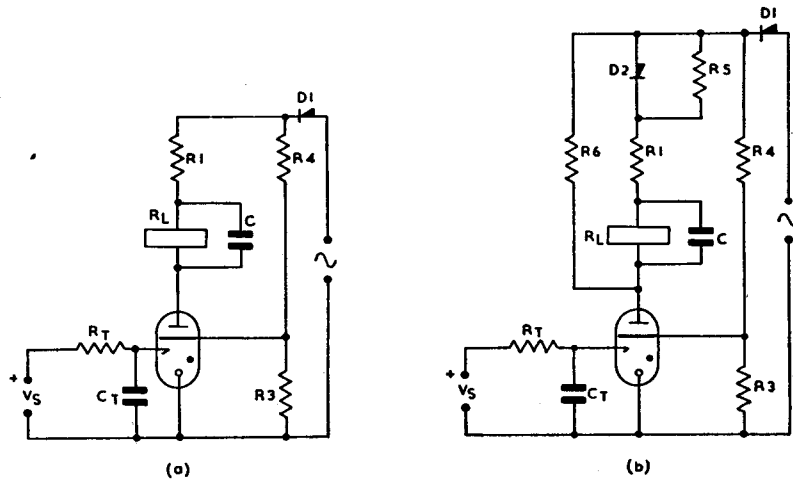 D1
R1
R4
RL
C
RT
+
VS
CT
R3
(a)
D1
D2
R5
R6
R1
R4
RL
C
RT
+
VS
CT
R3
(b)